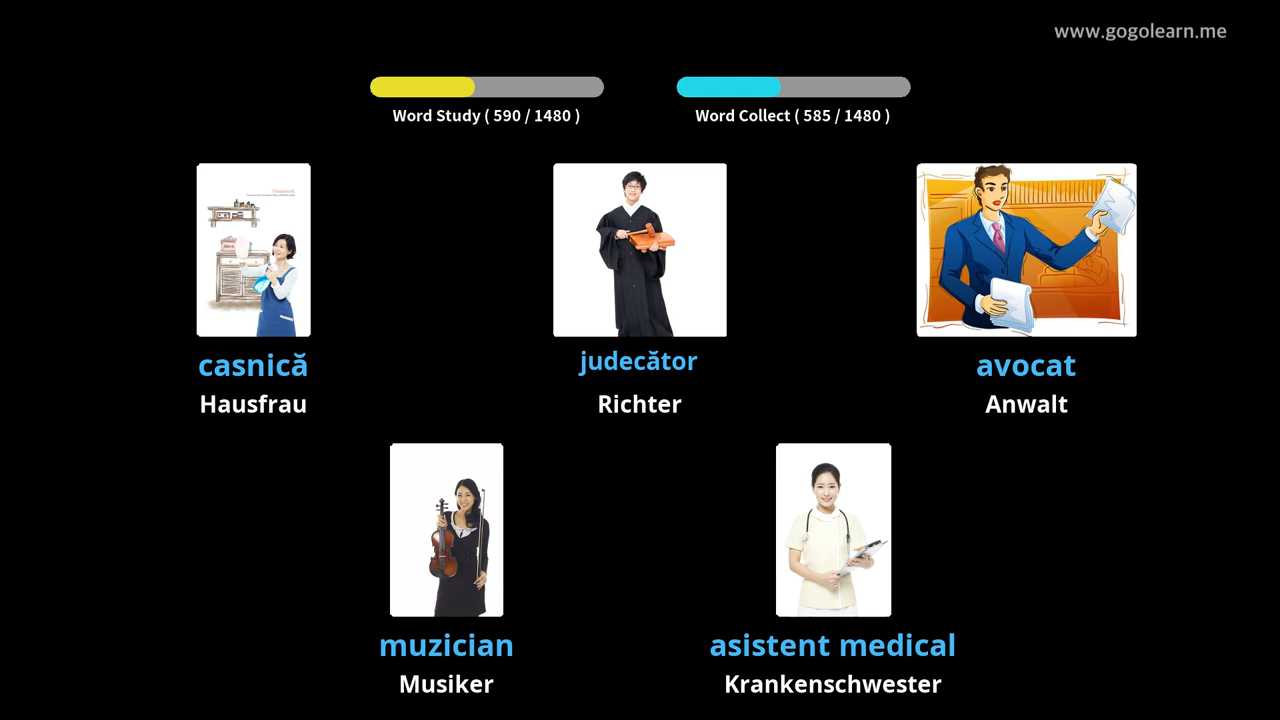 www.gogolearn.me
Word Study ( 590 / 1480 )
Word Collect ( 585 / 1480 )
casnică
judecător
avocat
Hausfrau
Richter
Anwalt
muzician
asistent medical
Musiker
Krankenschwester